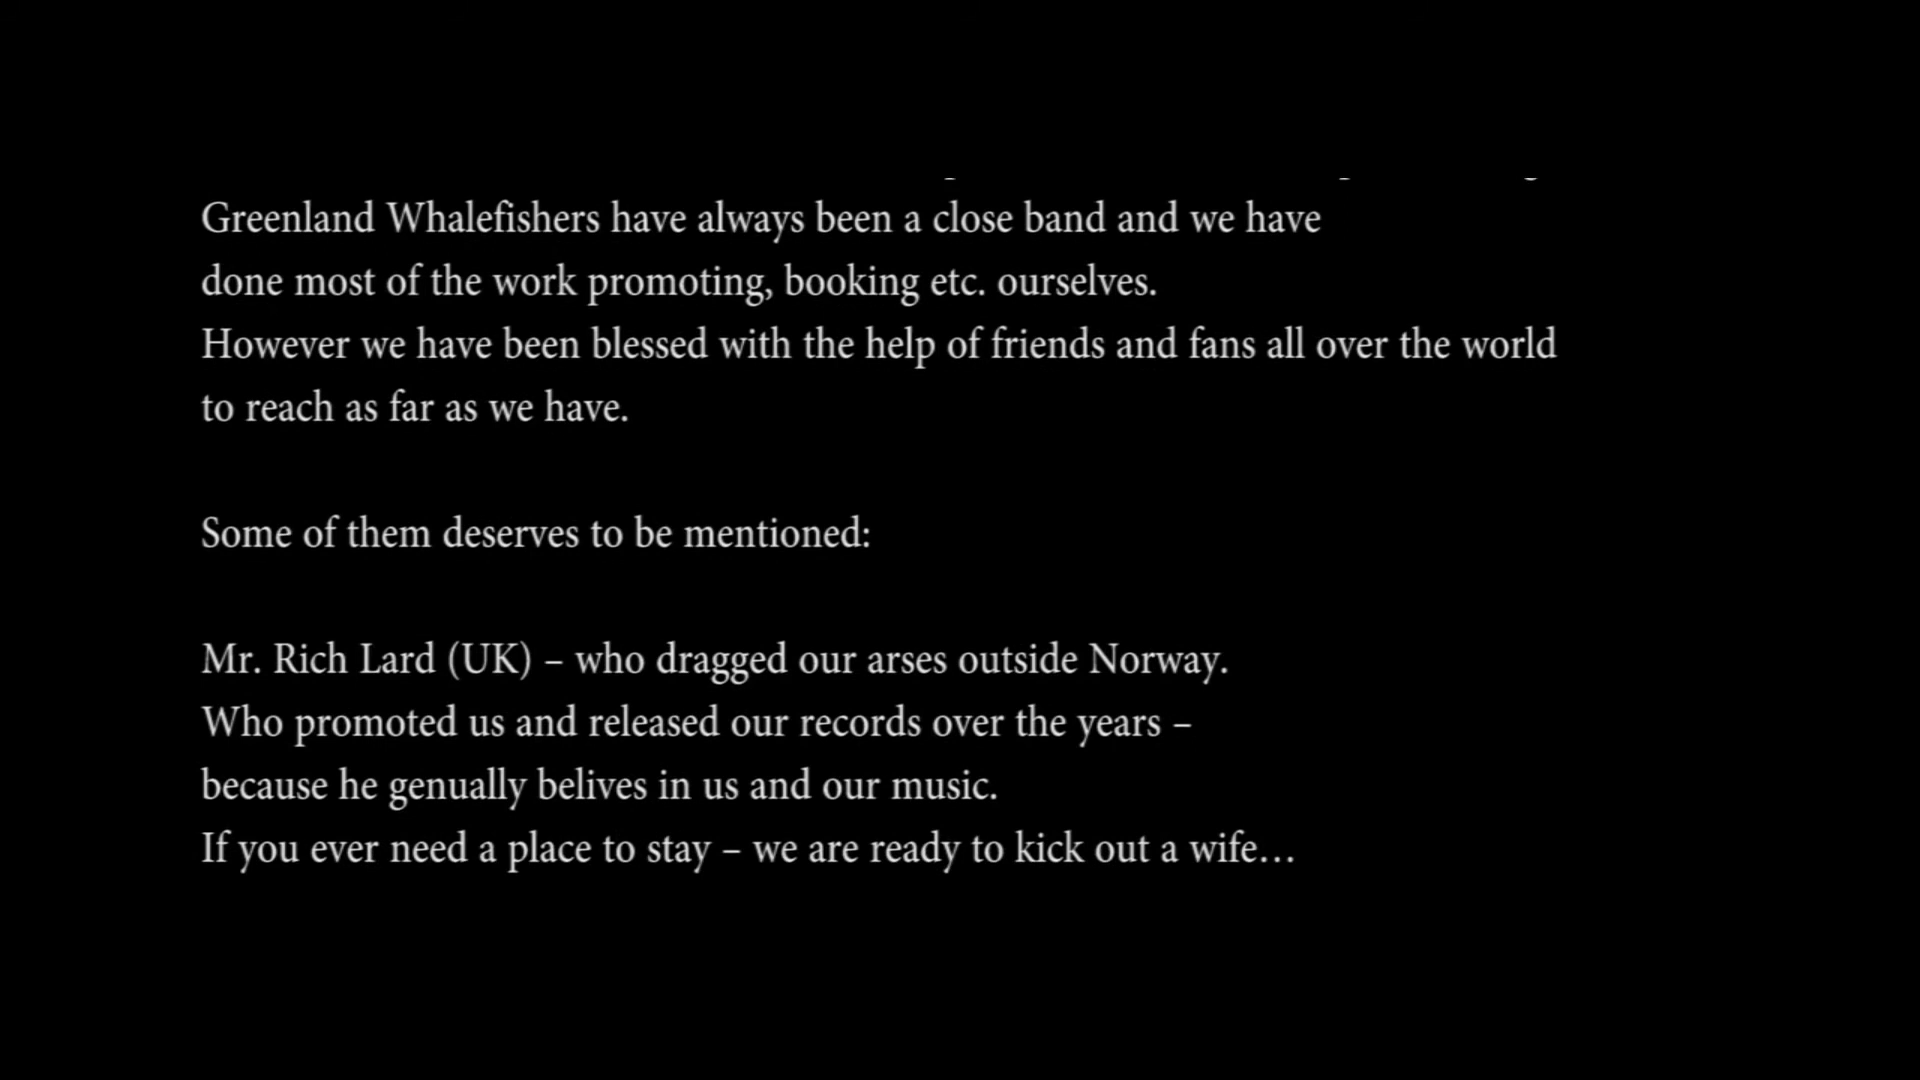 Greenland Whalefishers have always been a close band and we have
done most of the work promoting, booking etc. ourselves.
However we have been blessed with the help of friends and fans all over the world
to reach as far as we have.
Some of them deserves to be mentioned:
Mr. Rich Lard (UK) – who dragged our arses outside Norway.
Who promoted us and released our records over the years –
because he genually belives in us and our music.
If you ever need a place to stay – we are ready to kick out a wife…